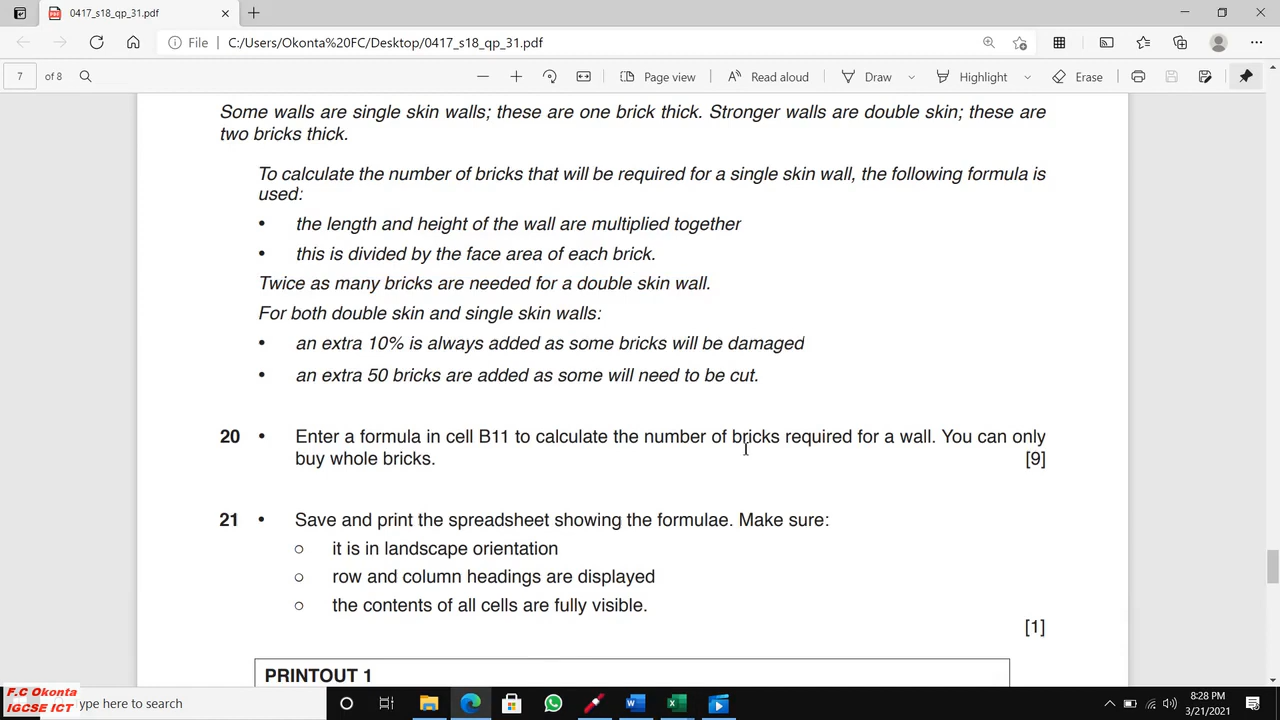 0417_s18_qp_31.pdf
File | C:/Users/Okonta%20FC/Desktop/0417_s18_qp_31.pdf
7 of 8 Page view Read aloud Draw Highlight Erase
Some walls are single skin walls; these are one brick thick. Stronger walls are double skin; these are
two bricks thick.
To calculate the number of bricks that will be required for a single skin wall, the following formula is
used:
• the length and height of the wall are multiplied together
• this is divided by the face area of each brick.
Twice as many bricks are needed for a double skin wall.
For both double skin and single skin walls:
• an extra 10% is always added as some bricks will be damaged
• an extra 50 bricks are added as some will need to be cut.
20 • Enter a formula in cell B11 to calculate the number of bricks required for a wall. You can only
buy whole bricks. [9]
21 • Save and print the spreadsheet showing the formulae. Make sure:
○ it is in landscape orientation
○ row and column headings are displayed
○ the contents of all cells are fully visible.
[1]
PRINTOUT 1
F.C Okonta
IGCSE ICT
ype here to search
8:28 PM
3/21/2021